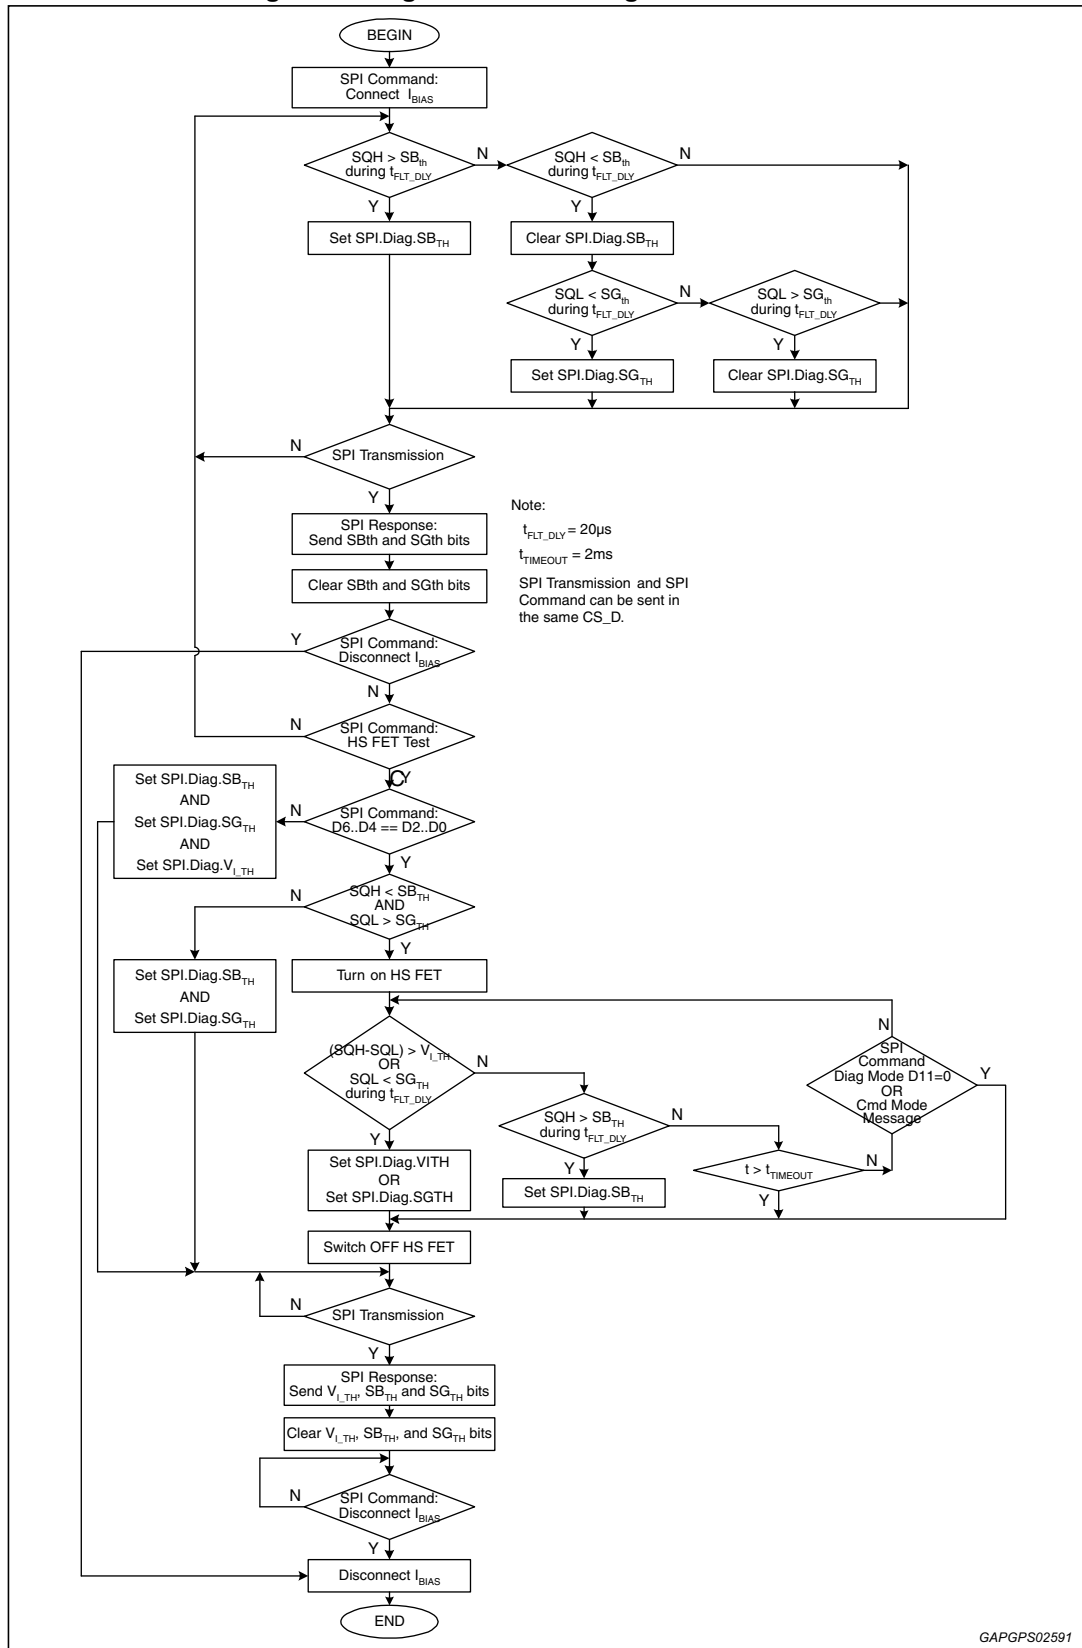 BEGIN
SPI Command:
Connect I_BIAS
SQH > SB_th
during t_FLT_DLY
N
Y
SQH < SB_th
during t_FLT_DLY
N
Y
Set SPI.Diag.SB_TH
Clear SPI.Diag.SB_TH
SQL < SG_th
during t_FLT_DLY
N
Y
SQL > SG_th
during t_FLT_DLY
N
Y
Set SPI.Diag.SG_TH
Clear SPI.Diag.SG_TH
N
SPI Transmission
Y
Note:
t_FLT_DLY = 20µs
t_TIMEOUT = 2ms
SPI Transmission and SPI
Command can be sent in
the same CS_D.
SPI Response:
Send SBth and SGth bits
Clear SBth and SGth bits
Y
SPI Command:
Disconnect I_BIAS
N
N
SPI Command:
HS FET Test
Y
Set SPI.Diag.SB_TH
AND
Set SPI.Diag.SG_TH
AND
Set SPI.Diag.V_I_TH
N
SPI Command:
D6..D4 == D2..D0
Y
N
SQH < SB_TH
AND
SQL > SG_TH
Y
Set SPI.Diag.SB_TH
AND
Set SPI.Diag.SG_TH
Turn on HS FET
(SQH-SQL) > V_I_TH
OR
SQL < SG_TH
during t_FLT_DLY
N
Y
SQH > SB_TH
during t_FLT_DLY
N
Y
N
SPI
Command
Diag Mode D11=0
OR
Cmd Mode
Message
Y
t > t_TIMEOUT
N
Y
Set SPI.Diag.VITH
OR
Set SPI.Diag.SGTH
Set SPI.Diag.SB_TH
Switch OFF HS FET
N
SPI Transmission
Y
SPI Response:
Send V_I_TH, SB_TH and SG_TH bits
Clear V_I_TH, SB_TH, and SG_TH bits
N
SPI Command:
Disconnect I_BIAS
Y
Disconnect I_BIAS
END
GAPGPS02591